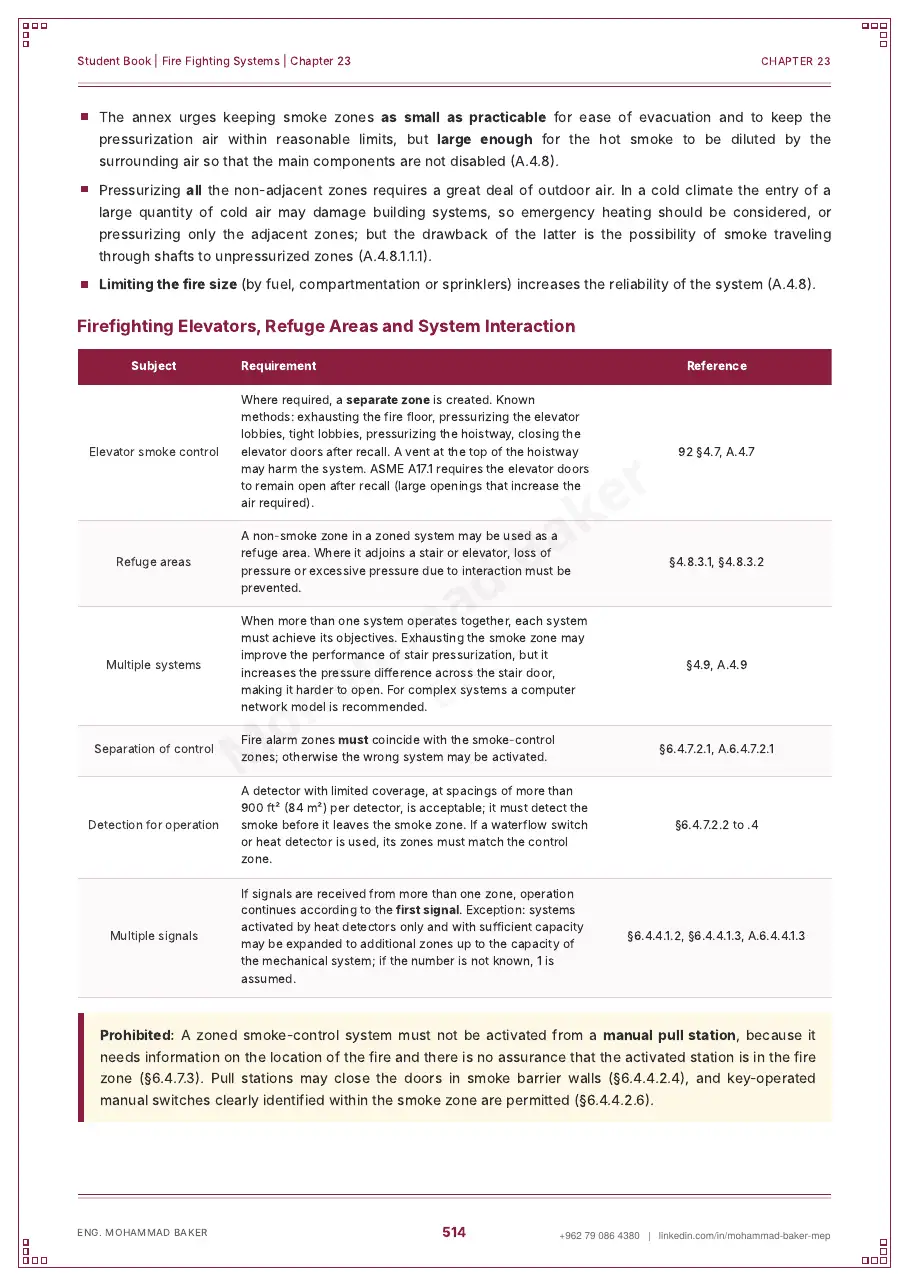 Student Book | Fire Fighting Systems | Chapter 23
CHAPTER 23
The annex urges keeping smoke zones as small as practicable for ease of evacuation and to keep the
pressurization air within reasonable limits, but large enough for the hot smoke to be diluted by the
surrounding air so that the main components are not disabled (A.4.8).
Pressurizing all the non-adjacent zones requires a great deal of outdoor air. In a cold climate the entry of a
large quantity of cold air may damage building systems, so emergency heating should be considered, or
pressurizing only the adjacent zones; but the drawback of the latter is the possibility of smoke traveling
through shafts to unpressurized zones (A.4.8.1.1.1).
Limiting the fire size (by fuel, compartmentation or sprinklers) increases the reliability of the system (A.4.8).
Firefighting Elevators, Refuge Areas and System Interaction
Subject Requirement Reference
Elevator smoke control
Where required, a separate zone is created. Known
methods: exhausting the fire floor, pressurizing the elevator
lobbies, tight lobbies, pressurizing the hoistway, closing the
elevator doors after recall. A vent at the top of the hoistway
may harm the system. ASME A17.1 requires the elevator doors
to remain open after recall (large openings that increase the
air required).
92 §4.7, A.4.7
Refuge areas
A non-smoke zone in a zoned system may be used as a
refuge area. Where it adjoins a stair or elevator, loss of
pressure or excessive pressure due to interaction must be
prevented.
§4.8.3.1, §4.8.3.2
Multiple systems
When more than one system operates together, each system
must achieve its objectives. Exhausting the smoke zone may
improve the performance of stair pressurization, but it
increases the pressure difference across the stair door,
making it harder to open. For complex systems a computer
network model is recommended.
§4.9, A.4.9
Separation of control
Fire alarm zones must coincide with the smoke-control
zones; otherwise the wrong system may be activated.
§6.4.7.2.1, A.6.4.7.2.1
Detection for operation
A detector with limited coverage, at spacings of more than
900 ft² (84 m²) per detector, is acceptable; it must detect the
smoke before it leaves the smoke zone. If a waterflow switch
or heat detector is used, its zones must match the control
zone.
§6.4.7.2.2 to .4
Multiple signals
If signals are received from more than one zone, operation
continues according to the first signal. Exception: systems
activated by heat detectors only and with sufficient capacity
may be expanded to additional zones up to the capacity of
the mechanical system; if the number is not known, 1 is
assumed.
§6.4.4.1.2, §6.4.4.1.3, A.6.4.4.1.3
Prohibited: A zoned smoke-control system must not be activated from a manual pull station, because it
needs information on the location of the fire and there is no assurance that the activated station is in the fire
zone (§6.4.7.3). Pull stations may close the doors in smoke barrier walls (§6.4.4.2.4), and key-operated
manual switches clearly identified within the smoke zone are permitted (§6.4.4.2.6).
ENG. MOHAMMAD BAKER
514
+962 79 086 4380 | linkedin.com/in/mohammad-baker-mep